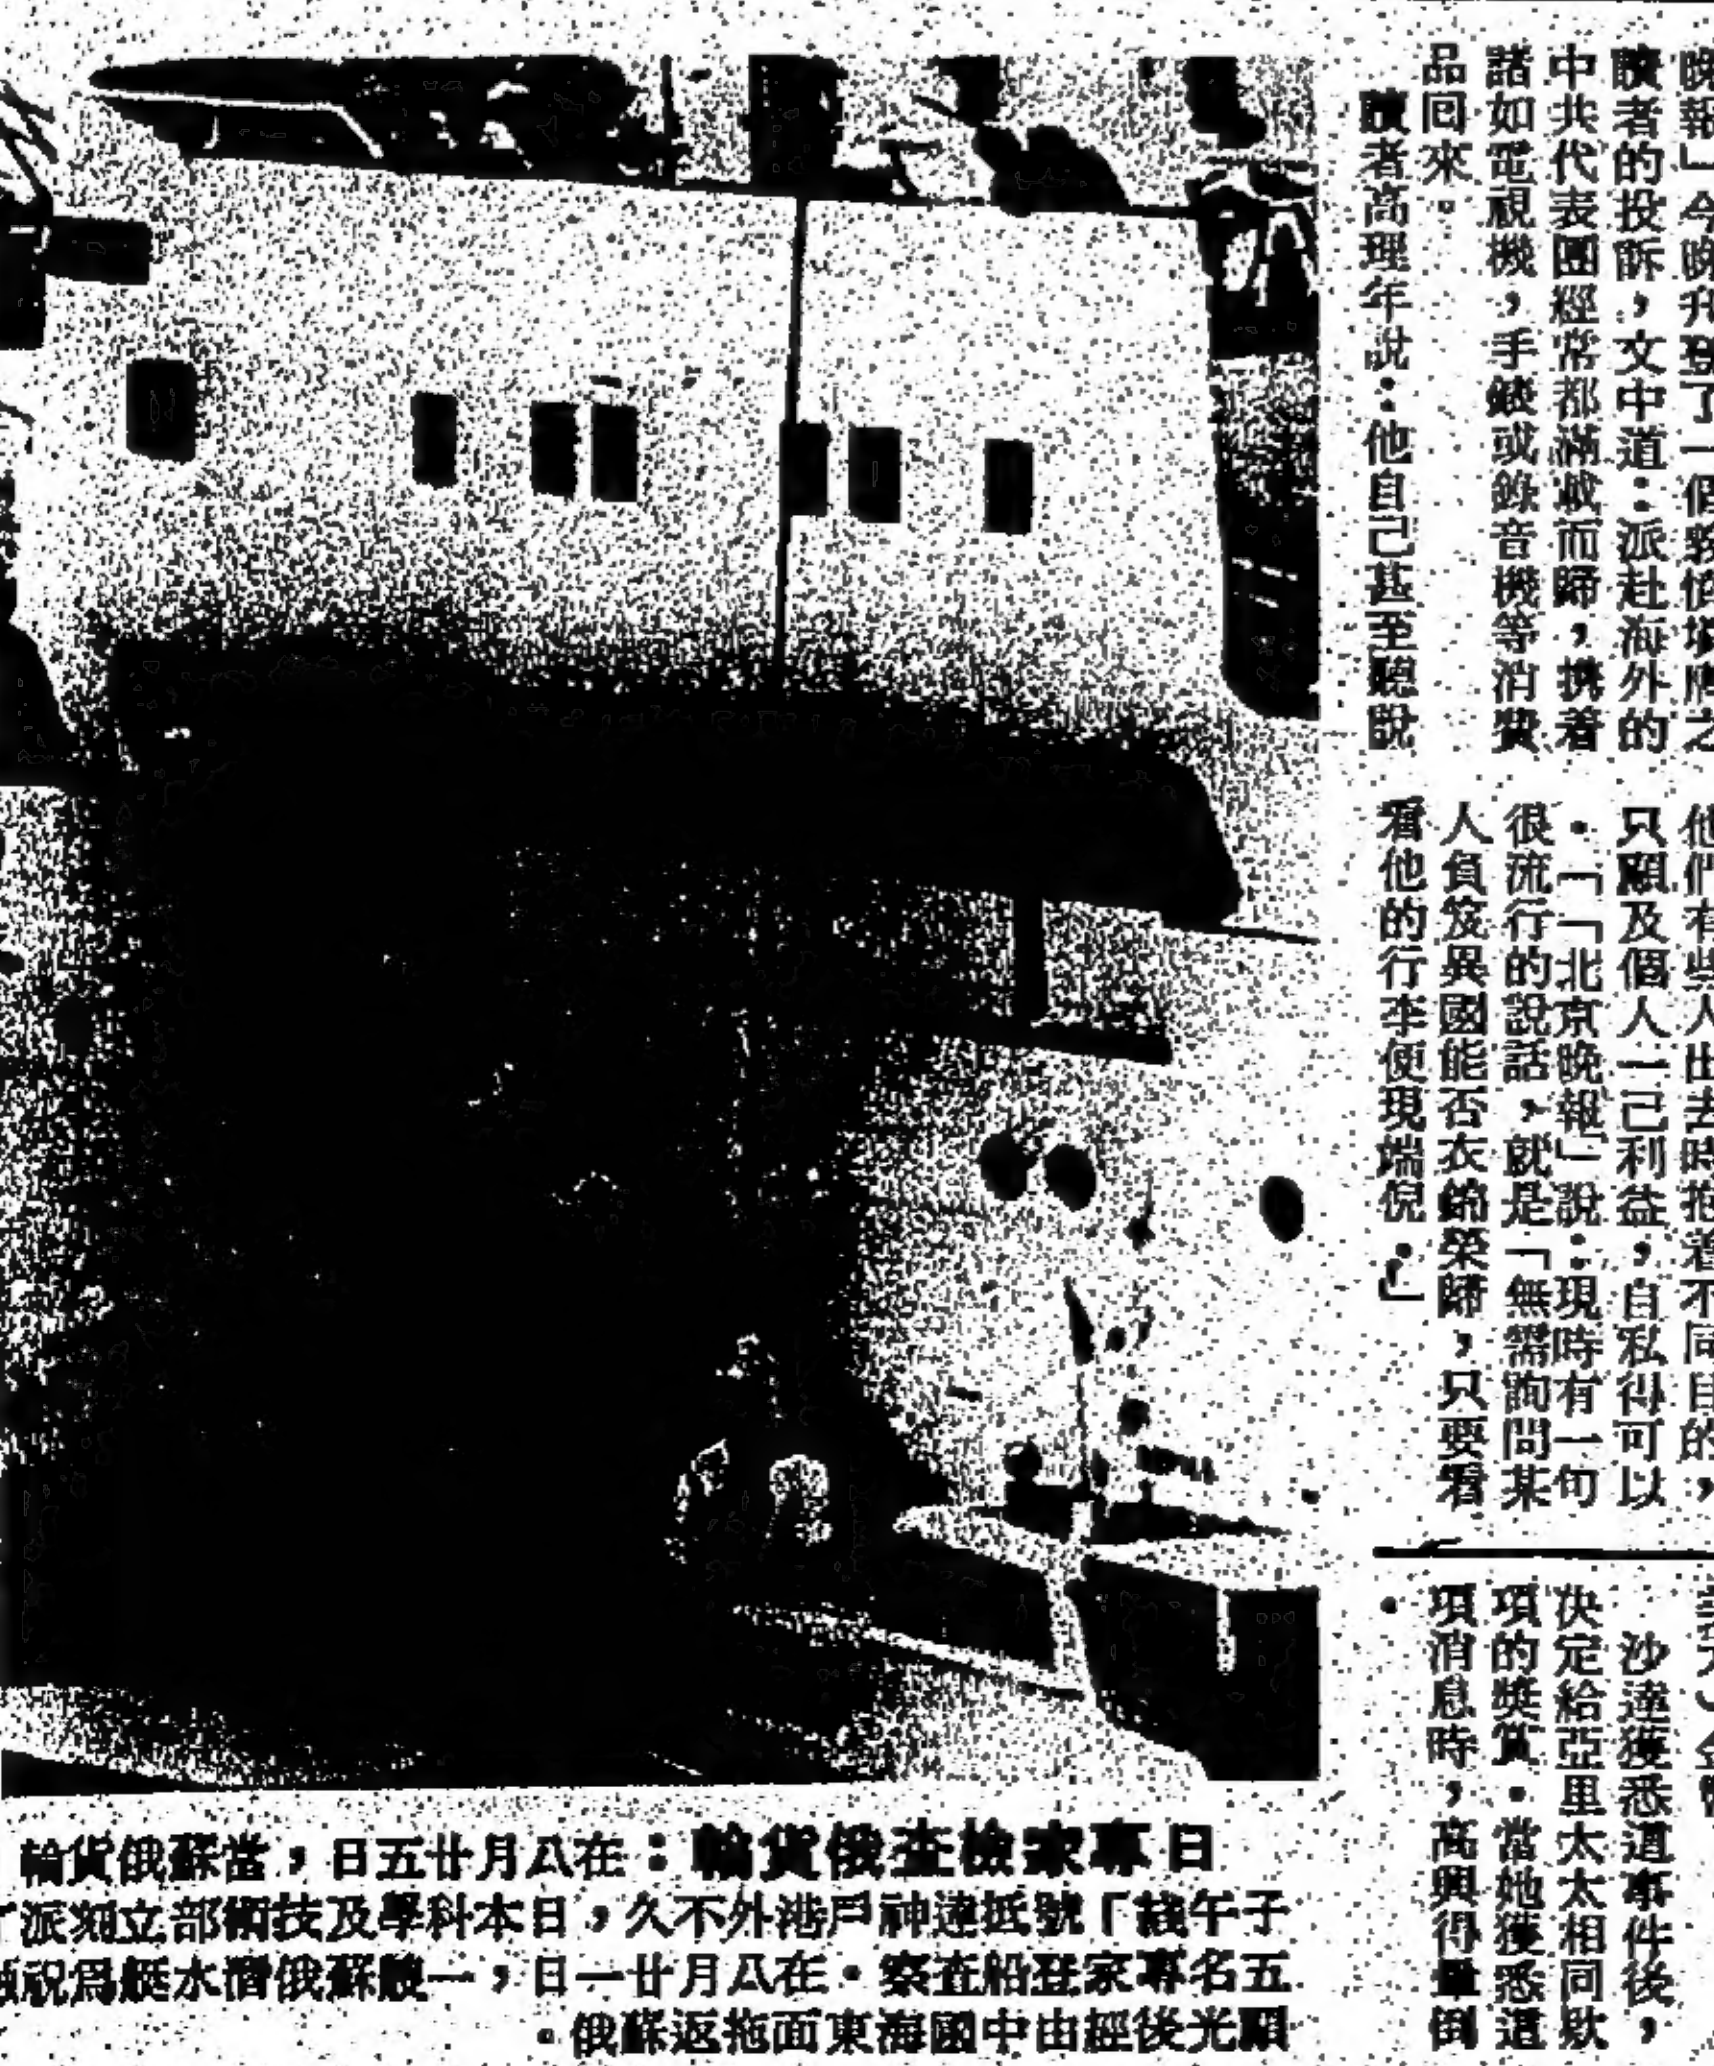 晚報」今晚刋登了一個　　填膺之
讀者的投訴，文中道：派赴海外的
中共代表團經常都滿載而歸，携着
諸如電視機，手錶或錄音機等消費
品回來。
讀者高理年說：他自己甚至聽說
他們有些人出去時抱着不同目的，
只顧及個人一己利益，自私得可以
。「「北京晚報」說：現時有一句
很流行的說話，就是「無需詢問某
人負笈異國能否衣錦榮歸，只要看
看他的行李便現端倪。」
沙達獲悉這事件後，
決定給亞里太太相同欵
項的獎賞。當她獲悉這
項消息時，高興得暈倒
。
日專家檢查俄貨輪：在八月廿五日，當蘇俄貨輪
子午綫「號抵達神戶港外不久，日本科學及技術部立刻派
五名專家登船查察。在八月廿一日，一艘蘇俄潛水艇爲祝融
顧光後經由中國海東面拖返蘇俄。